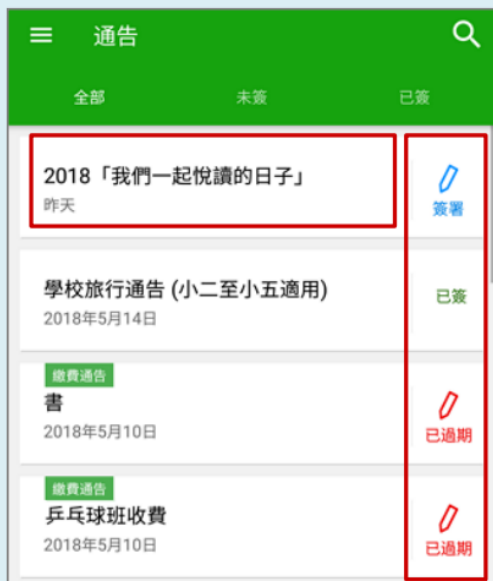 通告
全部 未簽 已簽
2018「我們一起悅讀的日子」
昨天
簽署
學校旅行通告 (小二至小五適用)
2018年5月14日
已簽
繳費通告
書
2018年5月10日
已過期
繳費通告
乒乓球班收費
2018年5月10日
已過期